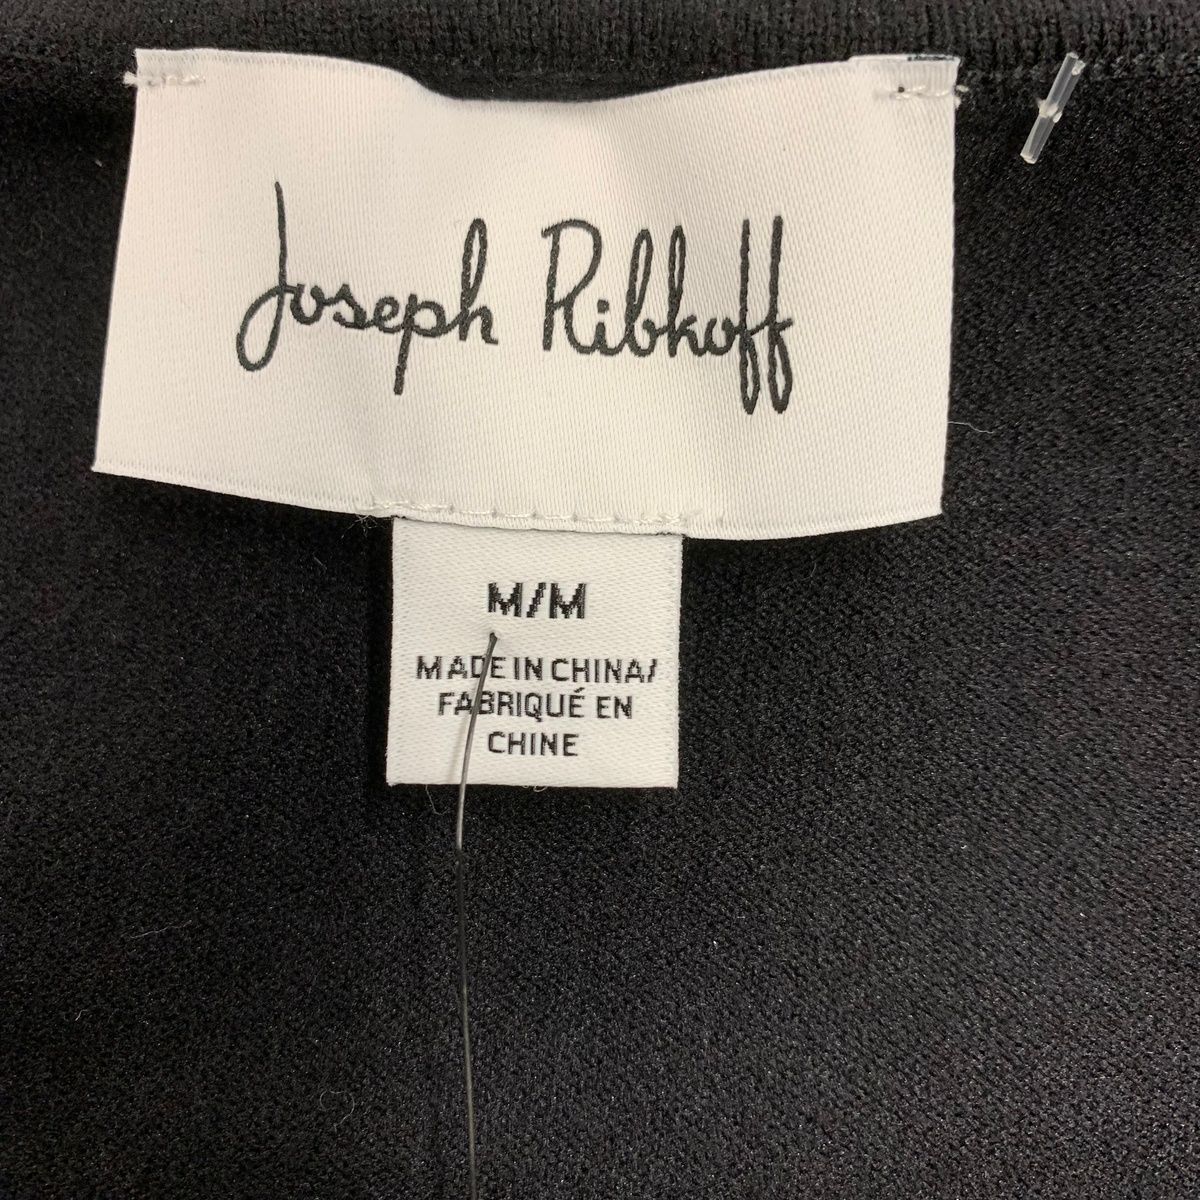 Joseph Ribkoff
M/M
MADE IN CHINA/
FABRIQUÉ EN
CHINE